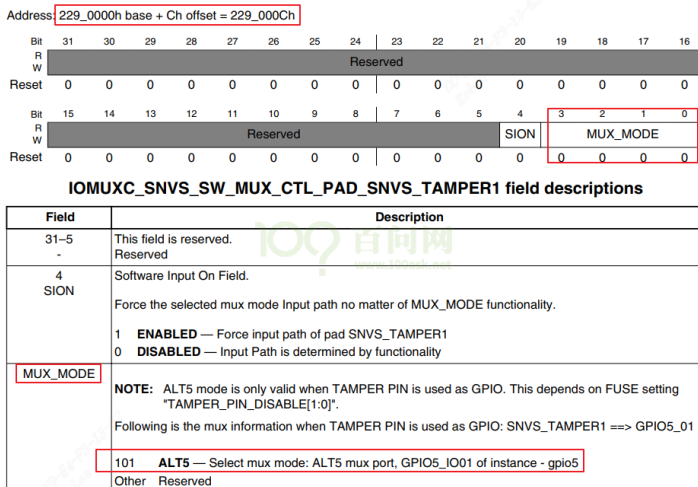 Address: 229_0000h base + Ch offset = 229_000Ch
Bit 31 30 29 28 27 26 25 24 23 22 21 20 19 18 17 16
R
W
Reserved
Reset 0 0 0 0 0 0 0 0 0 0 0 0 0 0 0 0
Bit 15 14 13 12 11 10 9 8 7 6 5 4 3 2 1 0
R
W
Reserved SION MUX_MODE
Reset 0 0 0 0 0 0 0 0 0 0 0 0 0 0 0 0
IOMUXC_SNVS_SW_MUX_CTL_PAD_SNVS_TAMPER1 field descriptions
Field Description
31–5 This field is reserved.
- Reserved
百问网
www.100ask.net
4 Software Input On Field.
SION
Force the selected mux mode Input path no matter of MUX_MODE functionality.
1 ENABLED — Force input path of pad SNVS_TAMPER1
0 DISABLED — Input Path is determined by functionality
MUX_MODE
NOTE: ALT5 mode is only valid when TAMPER PIN is used as GPIO. This depends on FUSE setting
"TAMPER_PIN_DISABLE[1:0]".
Following is the mux information when TAMPER PIN is used as GPIO: SNVS_TAMPER1 ==> GPIO5_01
101 ALT5 — Select mux mode: ALT5 mux port, GPIO5_IO01 of instance - gpio5
Other Reserved